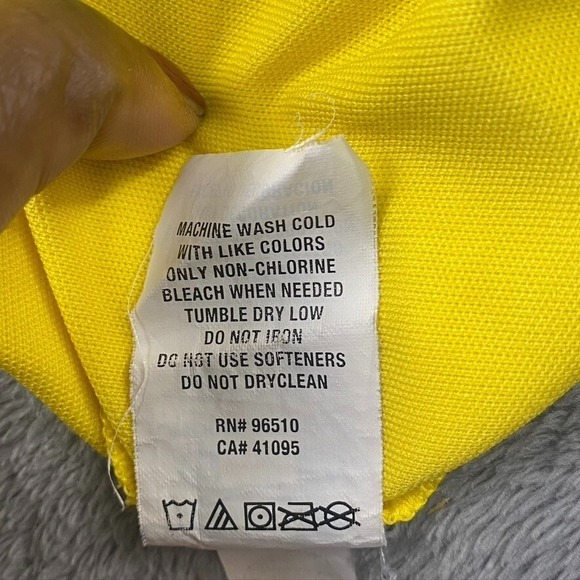 MACHINE WASH COLD
WITH LIKE COLORS
ONLY NON-CHLORINE
BLEACH WHEN NEEDED
TUMBLE DRY LOW
DO NOT IRON
DO NOT USE SOFTENERS
DO NOT DRYCLEAN
RN# 96510
CA# 41095